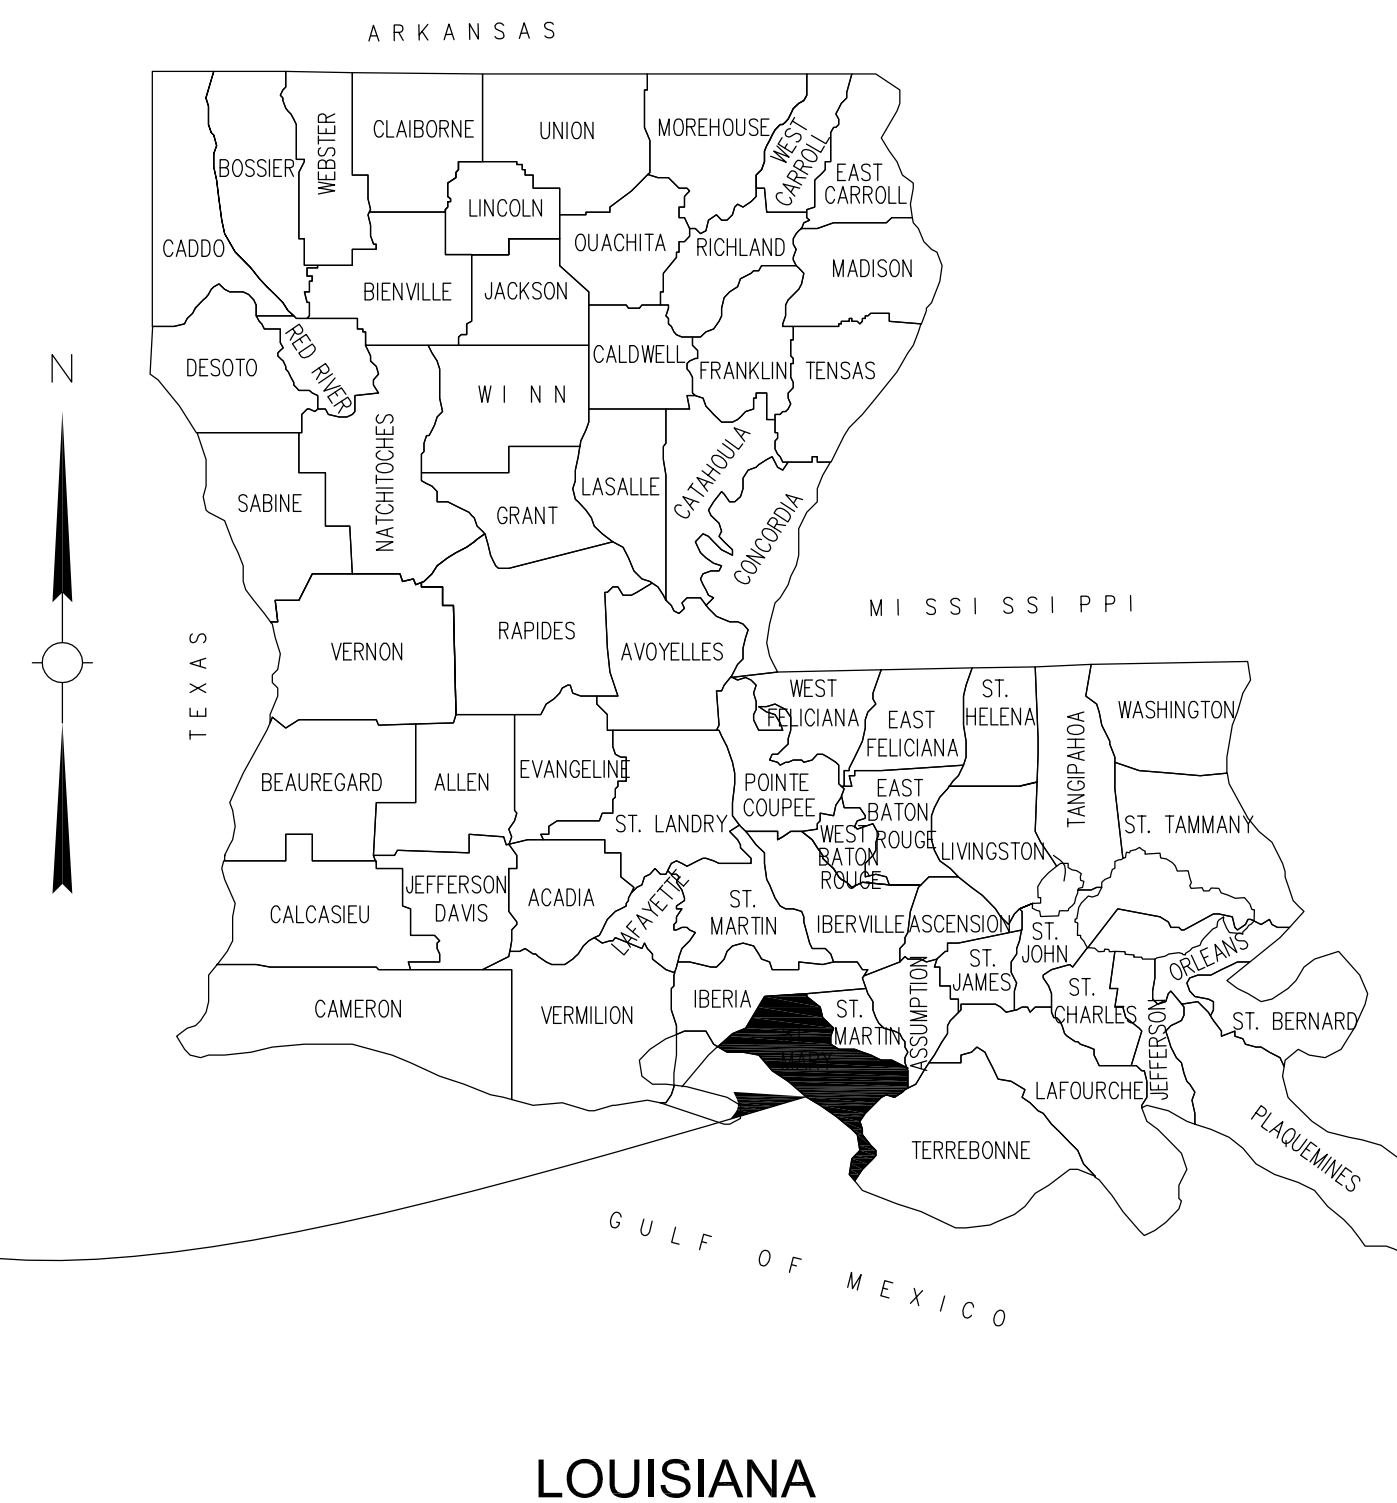 ARKANSAS
CLAIBORNE
UNION
MOREHOUSE
WEST
CARROLL
EAST
CARROLL
WEBSTER
BOSSIER
LINCOLN
CADDO
OUACHITA
RICHLAND
MADISON
BIENVILLE
JACKSON
RED RIVER
DESOTO
CALDWELL
FRANKLIN
TENSAS
N
WINN
NATCHITOCHES
CATAHOULA
LASALLE
SABINE
GRANT
CONCORDIA
MISSISSIPPI
TEXAS
VERNON
RAPIDES
AVOYELLES
WEST
FELICIANA
EAST
FELICIANA
ST.
HELENA
TANGIPAHOA
WASHINGTON
BEAUREGARD
ALLEN
EVANGELINE
POINTE
COUPEE
EAST
BATON
ROUGE
ST. LANDRY
WEST
BATON
ROUGE
LIVINGSTON
ST. TAMMANY
CALCASIEU
JEFFERSON
DAVIS
ACADIA
LAFAYETTE
ST.
MARTIN
IBERVILLE
ASCENSION
ST.
JOHN
ORLEANS
ST.
JAMES
ASSUMPTION
CAMERON
VERMILION
IBERIA
ST.
MARTIN
ST.
CHARLES
JEFFERSON
ST. BERNARD
ST.
MARY
LAFOURCHE
TERREBONNE
PLAQUEMINES
GULF OF MEXICO
LOUISIANA